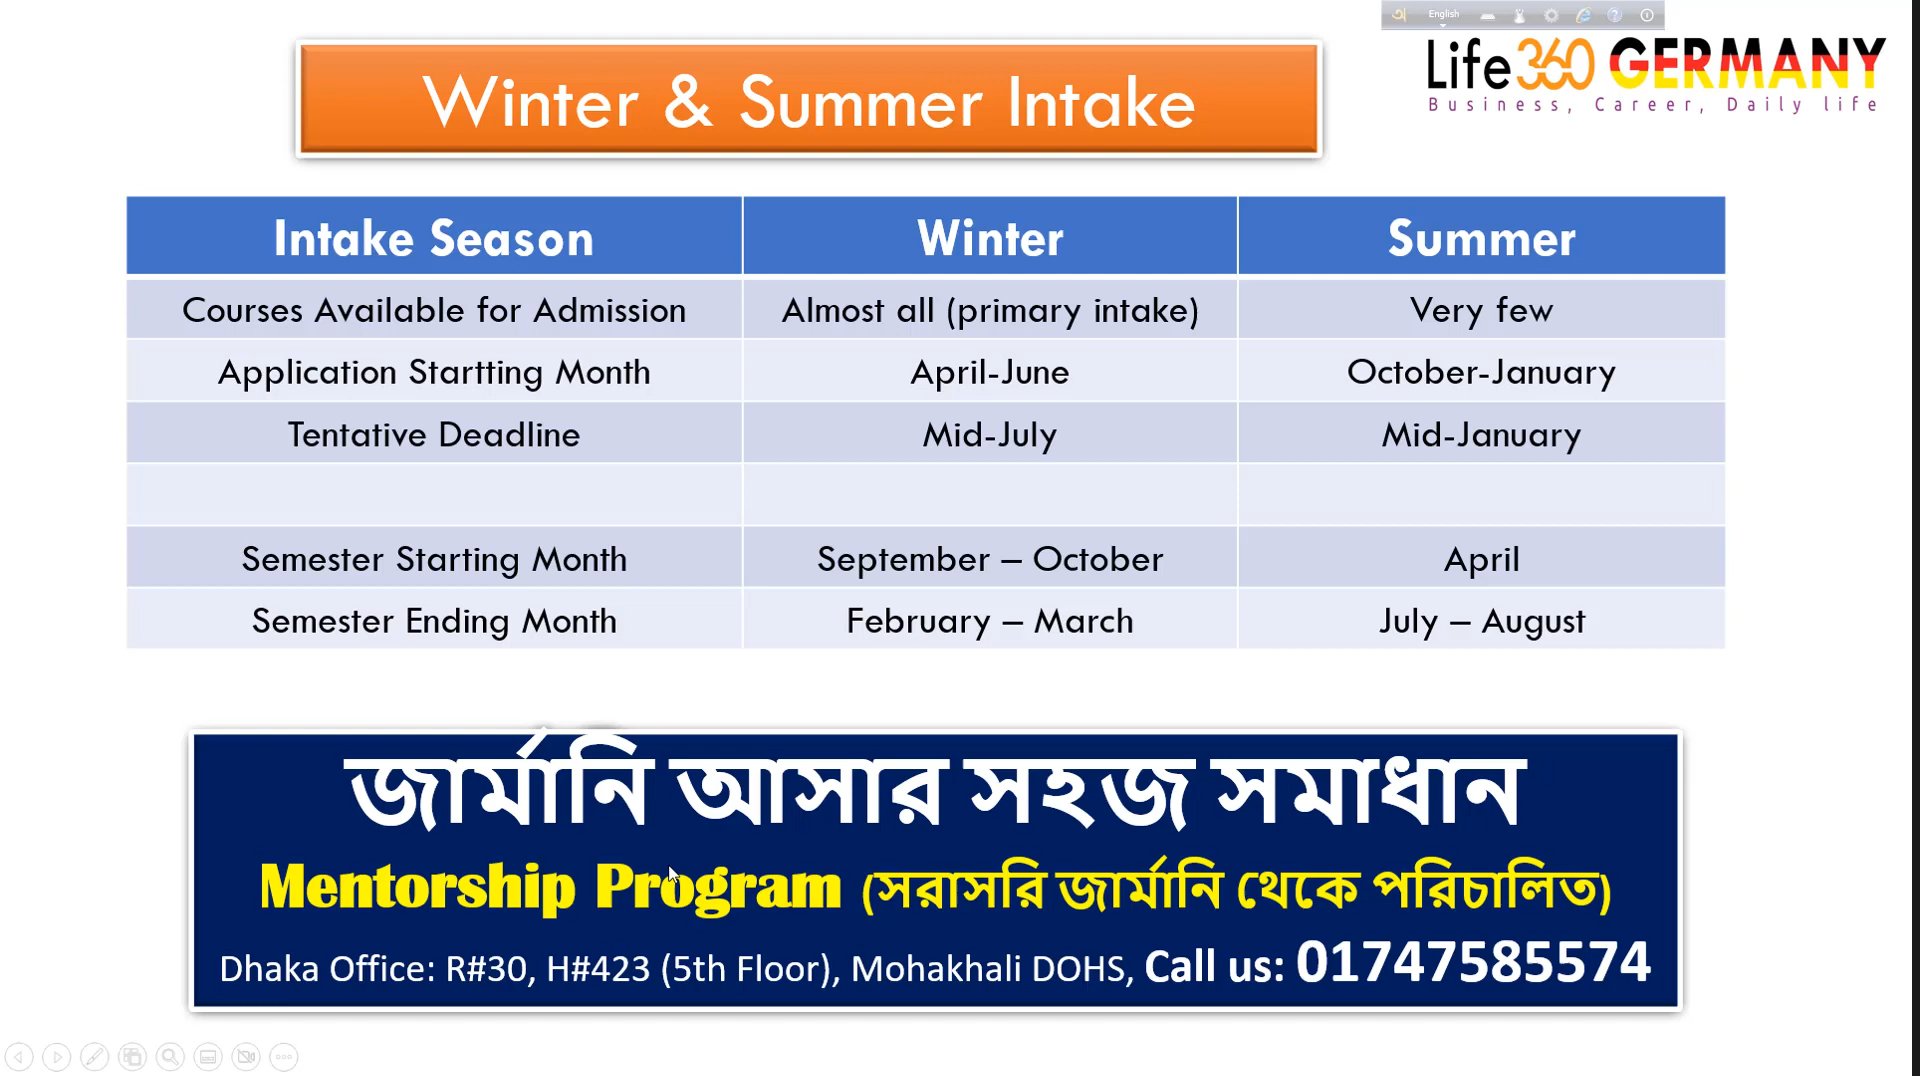 English
Life 360 GERMANY
Business, Career, Daily life
Winter & Summer Intake
Intake Season Winter Summer
Courses Available for Admission Almost all (primary intake) Very few
Application Startting Month April-June October-January
Tentative Deadline Mid-July Mid-January
Semester Starting Month September – October April
Semester Ending Month February – March July – August
জার্মানি আসার সহজ সমাধান
Mentorship Program (সরাসরি জার্মানি থেকে পরিচালিত)
Dhaka Office: R#30, H#423 (5th Floor), Mohakhali DOHS, Call us: 01747585574